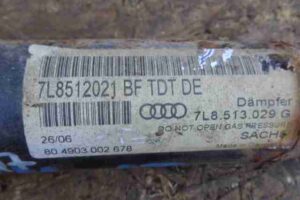 7L8512021 BF TDT DE
Dämpfer
7L8.513.029 G
DO NOT OPEN GAS PRESSURE
26/06
SACHS
80 4903 002 678
Made